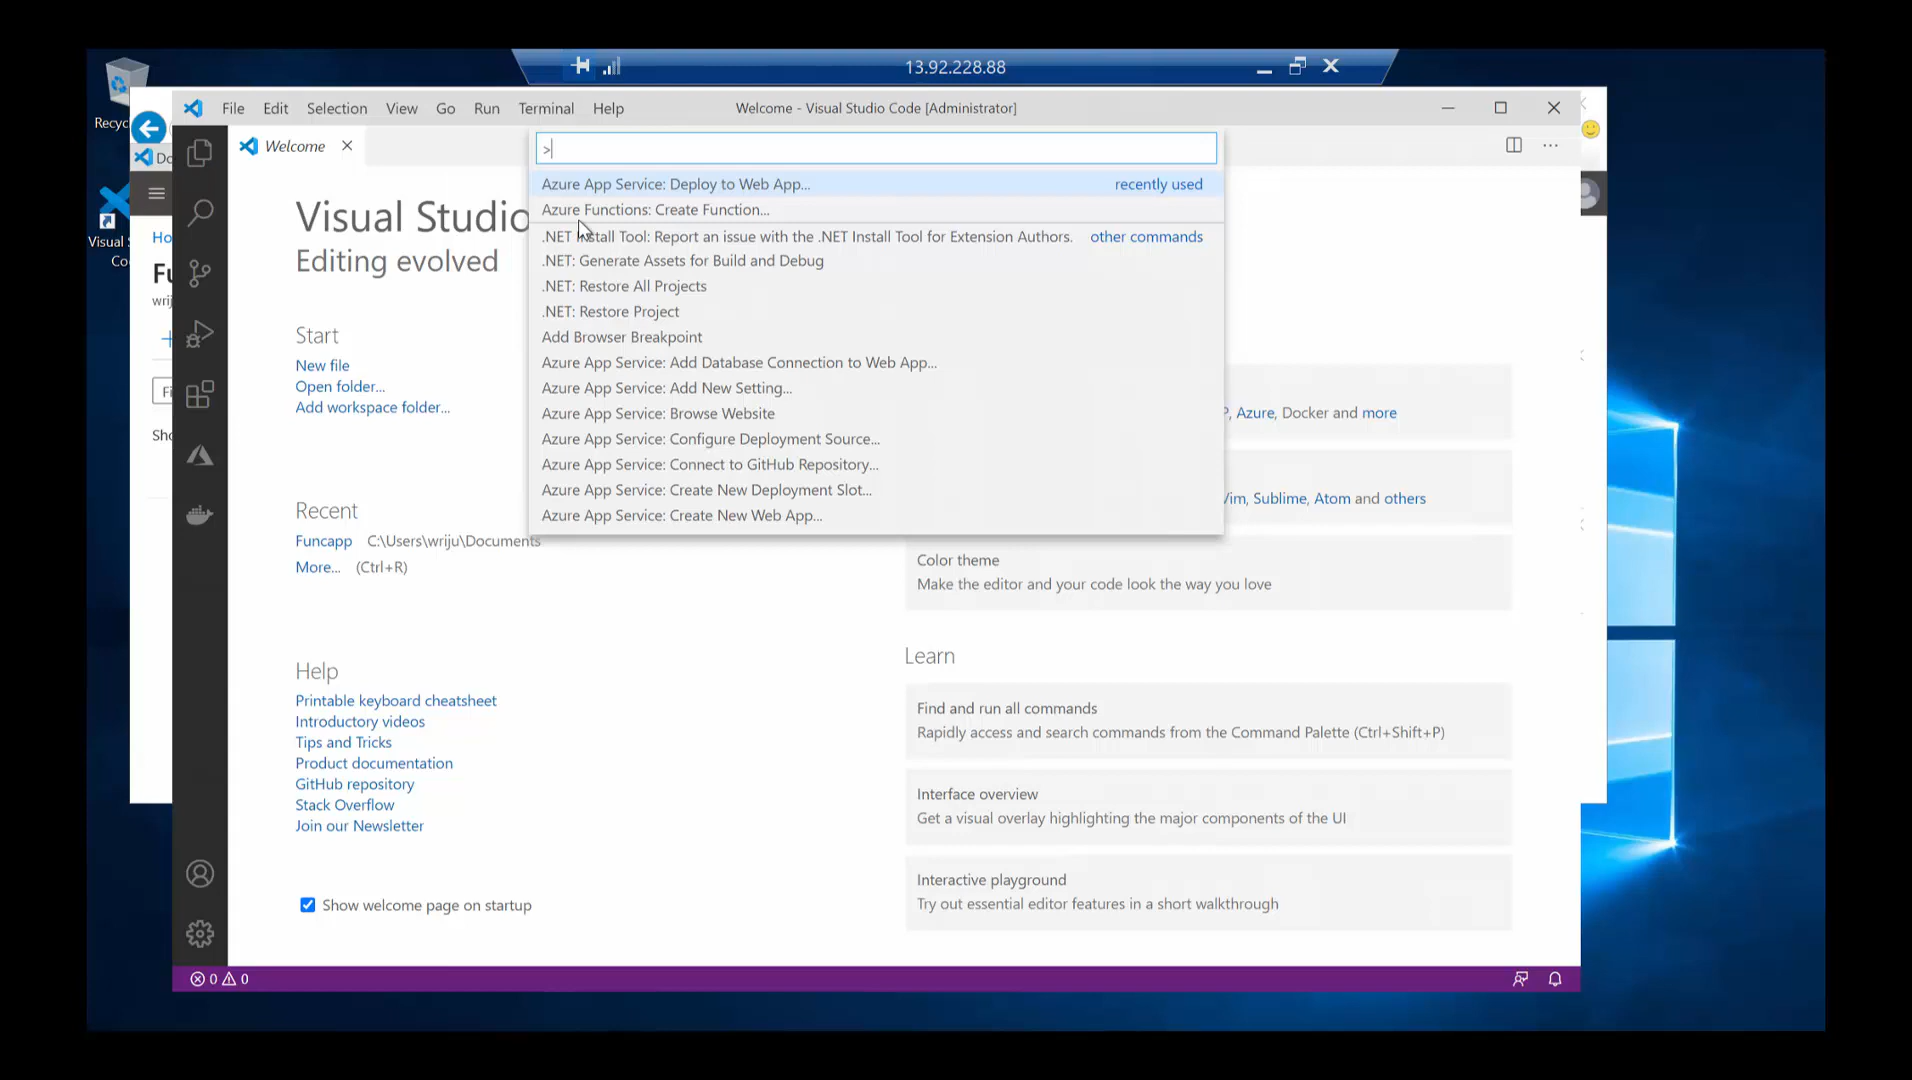 13.92.228.88
Recyc
File Edit Selection View Go Run Terminal Help
Welcome - Visual Studio Code [Administrator]
Welcome
>
Azure App Service: Deploy to Web App... recently used
Azure Functions: Create Function...
.NET Install Tool: Report an issue with the .NET Install Tool for Extension Authors. other commands
.NET: Generate Assets for Build and Debug
.NET: Restore All Projects
.NET: Restore Project
Add Browser Breakpoint
Azure App Service: Add Database Connection to Web App...
Azure App Service: Add New Setting...
Azure App Service: Browse Website
Azure App Service: Configure Deployment Source...
Azure App Service: Connect to GitHub Repository...
Azure App Service: Create New Deployment Slot...
Azure App Service: Create New Web App...
Do
Visual S
Co
Ho
Fu
wrij
Fi
Sho
Visual Studio
Editing evolved
Start
New file
Open folder...
Add workspace folder...
Recent
Funcapp C:\Users\wriju\Documents
More... (Ctrl+R)
Help
Printable keyboard cheatsheet
Introductory videos
Tips and Tricks
Product documentation
GitHub repository
Stack Overflow
Join our Newsletter
Show welcome page on startup
P, Azure, Docker and more
Vim, Sublime, Atom and others
Color theme
Make the editor and your code look the way you love
Learn
Find and run all commands
Rapidly access and search commands from the Command Palette (Ctrl+Shift+P)
Interface overview
Get a visual overlay highlighting the major components of the UI
Interactive playground
Try out essential editor features in a short walkthrough
0 0